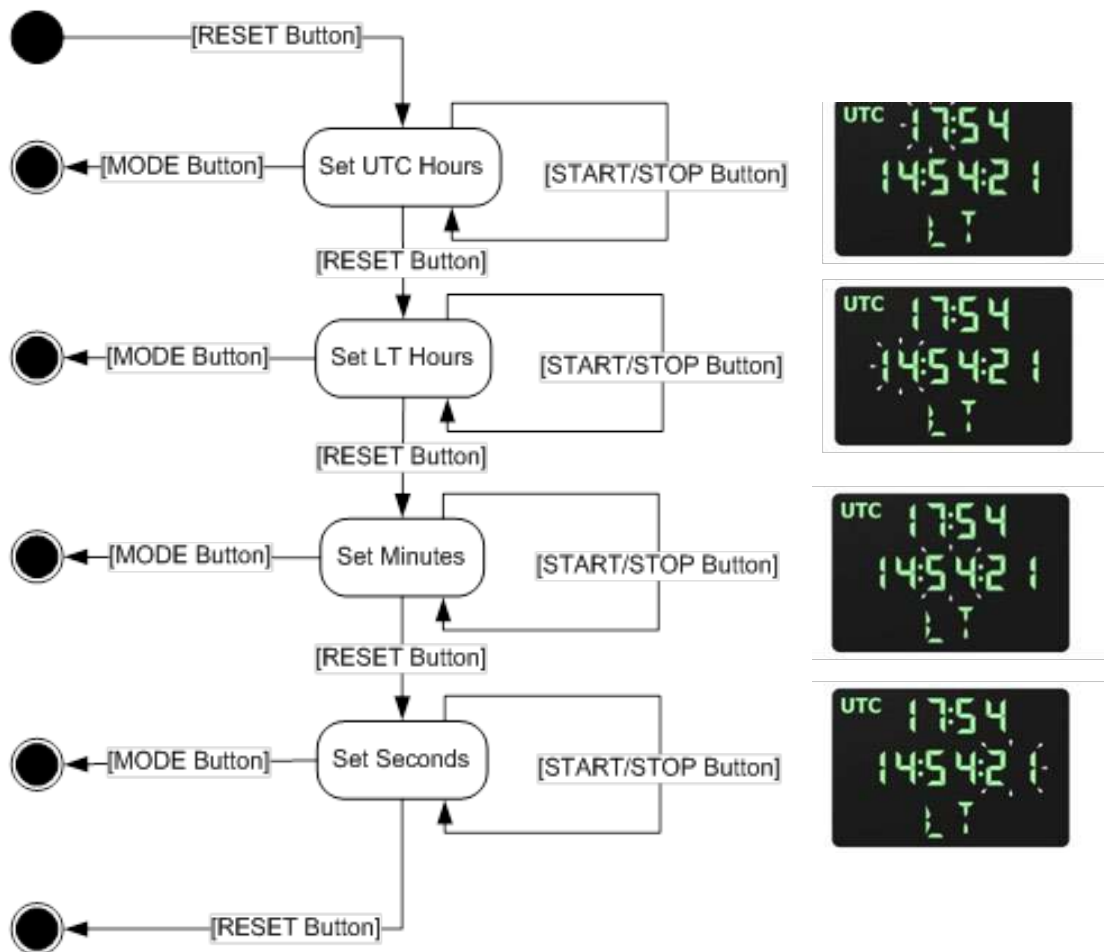 [RESET Button]
UTC 17:54
[MODE Button] Set UTC Hours [START/STOP Button]
14:54:21
LT
[RESET Button]
UTC 17:54
[MODE Button] Set LT Hours [START/STOP Button]
14:54:21
LT
[RESET Button]
UTC 17:54
[MODE Button] Set Minutes [START/STOP Button]
14:54:21
LT
[RESET Button]
UTC 17:54
[MODE Button] Set Seconds [START/STOP Button]
14:54:21
LT
[RESET Button]